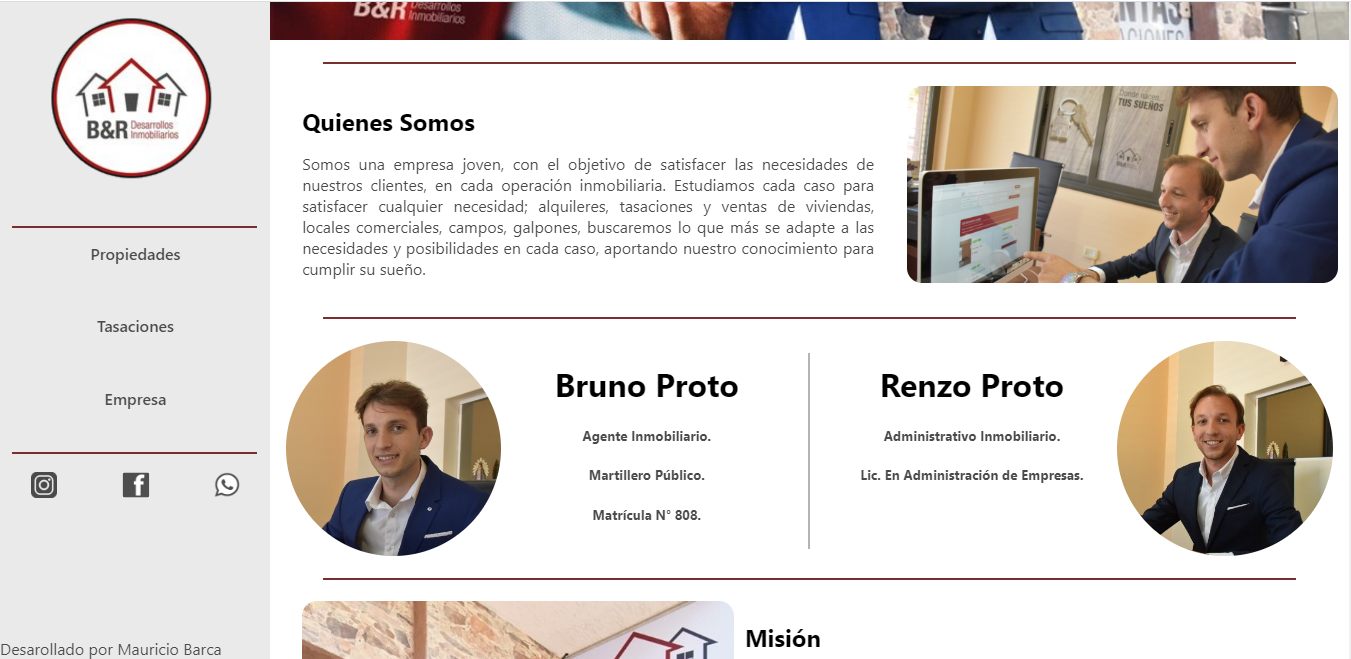 B&R Desarrollos
Inmobiliarios
Propiedades
Tasaciones
Empresa
Desarollado por Mauricio Barca
B&R Desarrollos
Inmobiliarios
Quienes Somos
Somos una empresa joven, con el objetivo de satisfacer las necesidades de
nuestros clientes, en cada operación inmobiliaria. Estudiamos cada caso para
satisfacer cualquier necesidad; alquileres, tasaciones y ventas de viviendas,
locales comerciales, campos, galpones, buscaremos lo que más se adapte a las
necesidades y posibilidades en cada caso, aportando nuestro conocimiento para
cumplir su sueño.
Donde nacen
TUS SUEÑOS
Bruno Proto
Agente Inmobiliario.
Martillero Público.
Matrícula N° 808.
Renzo Proto
Administrativo Inmobiliario.
Lic. En Administración de Empresas.
Misión